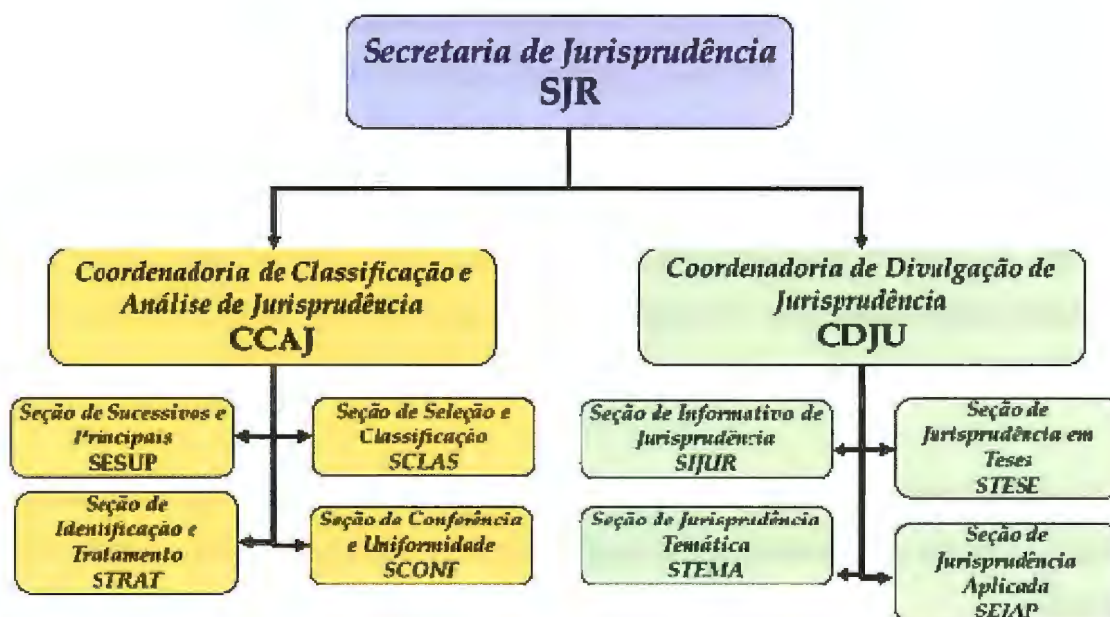 Secretaria de Jurisprudência
SJR
Coordenadoria de Classificação e
Análise de Jurisprudência
CCAJ
Coordenadoria de Divulgação de
Jurisprudência
CDJU
Seção de Sucessivos e
Principais
SESUP
Seção de Seleção e
Classificação
SCLAS
Seção de Informativo de
Jurisprudência
SIJUR
Seção de
Jurisprudência em
Teses
STESE
Seção de
Identificação e
Tratamento
STRAT
Seção de Conferência
e Uniformidade
SCONF
Seção de Jurisprudência
Temática
STEMA
Seção de
Jurisprudência
Aplicada
SEJAP